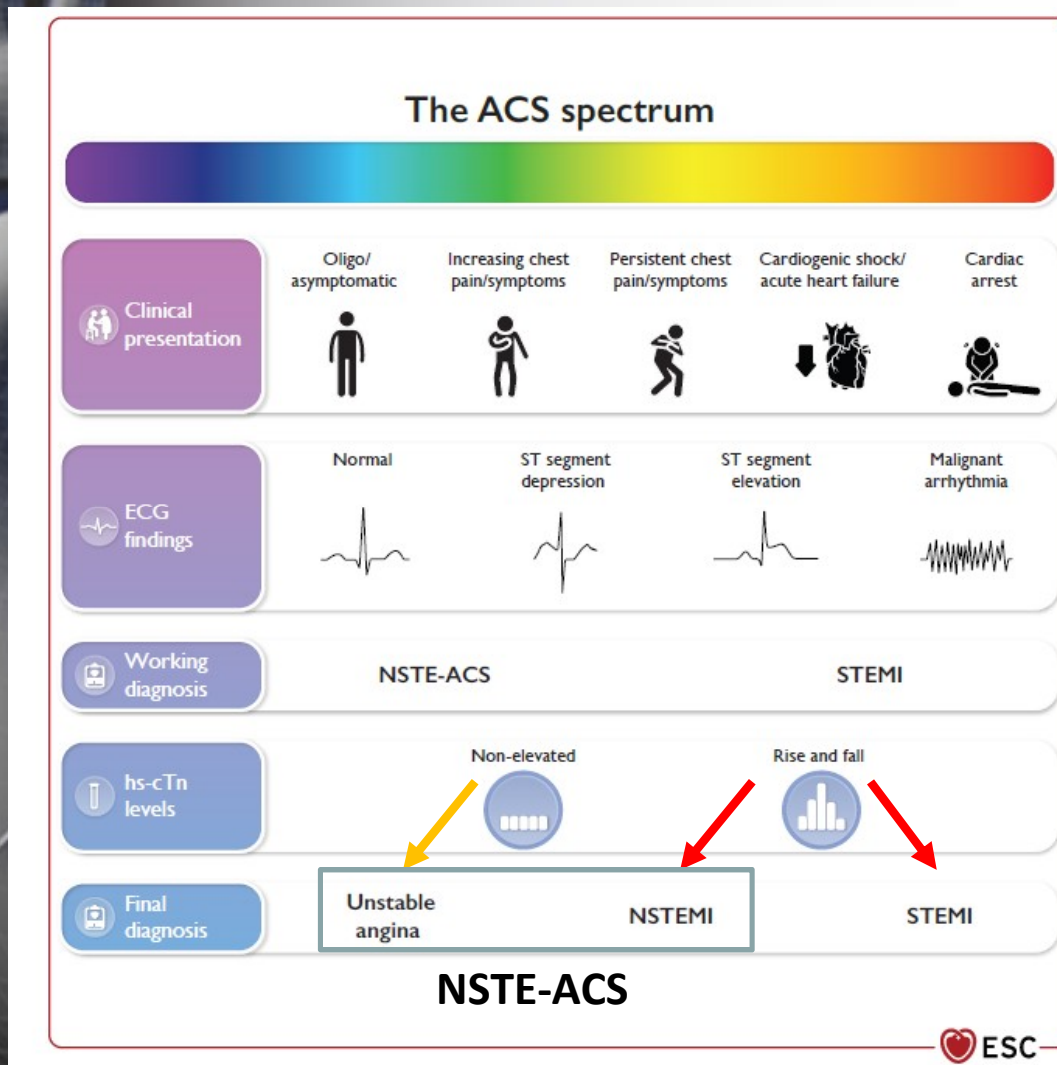 The ACS spectrum
Clinical
presentation
Oligo/
asymptomatic
Increasing chest
pain/symptoms
Persistent chest
pain/symptoms
Cardiogenic shock/
acute heart failure
Cardiac
arrest
ECG
findings
Normal
ST segment
depression
ST segment
elevation
Malignant
arrhythmia
Working
diagnosis
NSTE-ACS
STEMI
hs-cTn
levels
Non-elevated
Rise and fall
Final
diagnosis
Unstable
angina
NSTEMI
STEMI
NSTE-ACS
ESC